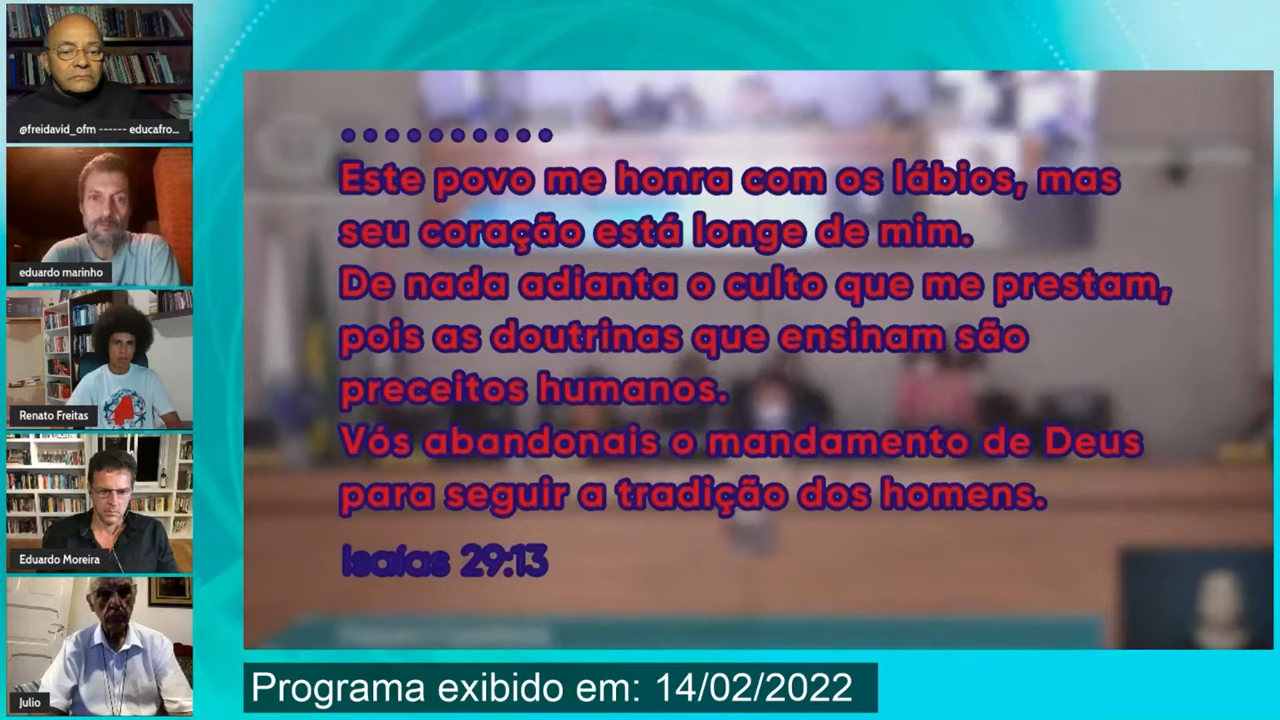 @freidavid_ofm ------ educafro...
eduardo marinho
Renato Freitas
Eduardo Moreira
Julio
Este povo me honra com os lábios, mas
seu coração está longe de mim.
De nada adianta o culto que me prestam,
pois as doutrinas que ensinam são
preceitos humanos.
Vós abandonais o mandamento de Deus
para seguir a tradição dos homens.
Isaías 29:13
Programa exibido em: 14/02/2022